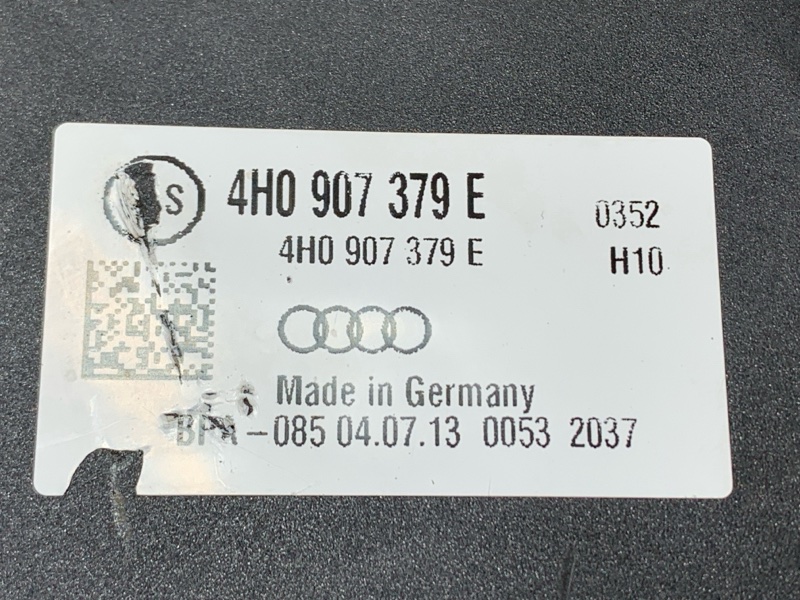 S 4H0 907 379 E 0352
4H0 907 379 E H10
Made in Germany
-085 04.07.13 0053 2037